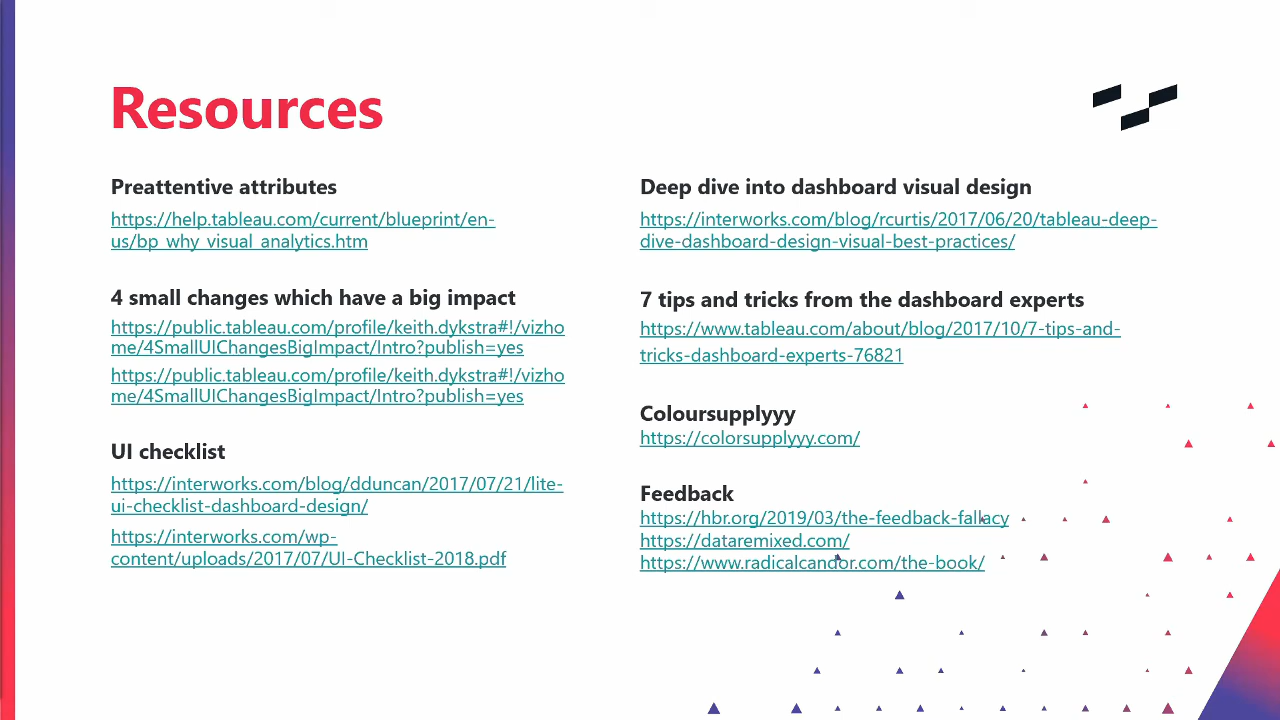 Resources
Preattentive attributes
https://help.tableau.com/current/blueprint/en-
us/bp_why_visual_analytics.htm
4 small changes which have a big impact
https://public.tableau.com/profile/keith.dykstra#!/vizho
me/4SmallUIChangesBigImpact/Intro?publish=yes
https://public.tableau.com/profile/keith.dykstra#!/vizho
me/4SmallUIChangesBigImpact/Intro?publish=yes
UI checklist
https://interworks.com/blog/dduncan/2017/07/21/lite-
ui-checklist-dashboard-design/
https://interworks.com/wp-
content/uploads/2017/07/UI-Checklist-2018.pdf
Deep dive into dashboard visual design
https://interworks.com/blog/rcurtis/2017/06/20/tableau-deep-
dive-dashboard-design-visual-best-practices/
7 tips and tricks from the dashboard experts
https://www.tableau.com/about/blog/2017/10/7-tips-and-
tricks-dashboard-experts-76821
Coloursupplyyy
https://colorsupplyyy.com/
Feedback
https://hbr.org/2019/03/the-feedback-fallacy
https://dataremixed.com/
https://www.radicalcandor.com/the-book/